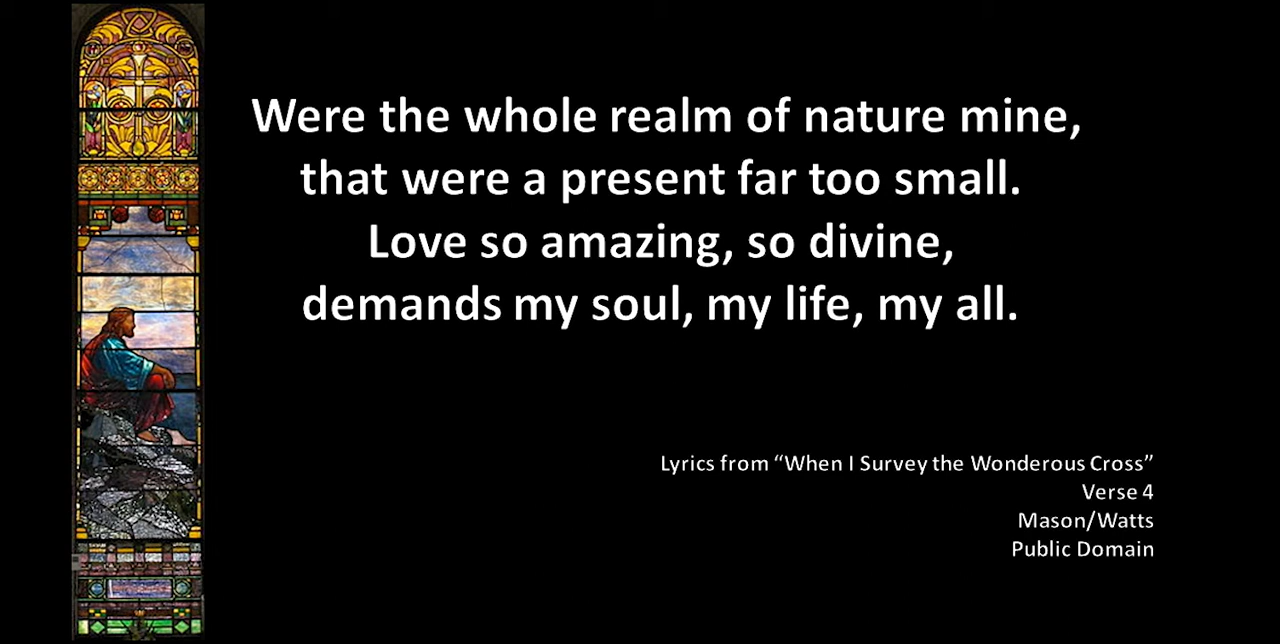 Were the whole realm of nature mine,
that were a present far too small.
Love so amazing, so divine,
demands my soul, my life, my all.
Lyrics from “When I Survey the Wonderous Cross”
Verse 4
Mason/Watts
Public Domain